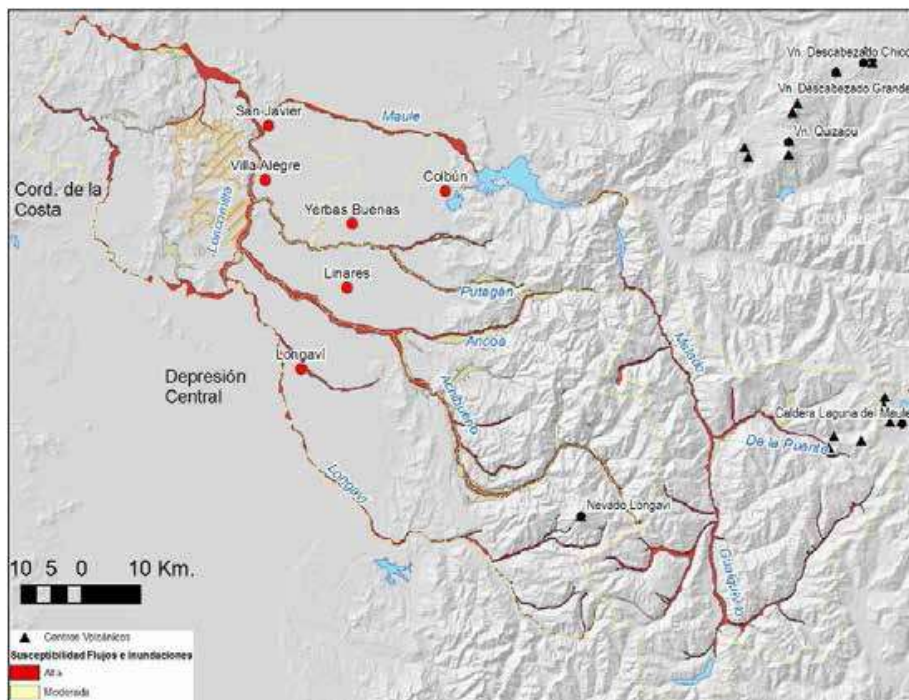 Vn. Descabezado Chico
Vn. Descabezado Grande
Vn. Quizapu
San Javier
Maule
Villa Alegre
Colbún
Cord. de la
Costa
Loncomilla
Yerbas Buenas
Linares
Putagán
Ancoa
Longaví
Depresión
Central
Achibueno
Melado
Caldera Laguna del Maule
De la Puente
Longaví
Nevado Longaví
Guaiquivilo
10 5 0 10 Km.
Centros Volcánicos
Susceptibilidad Flujos e Inundaciones
Alta
Moderada